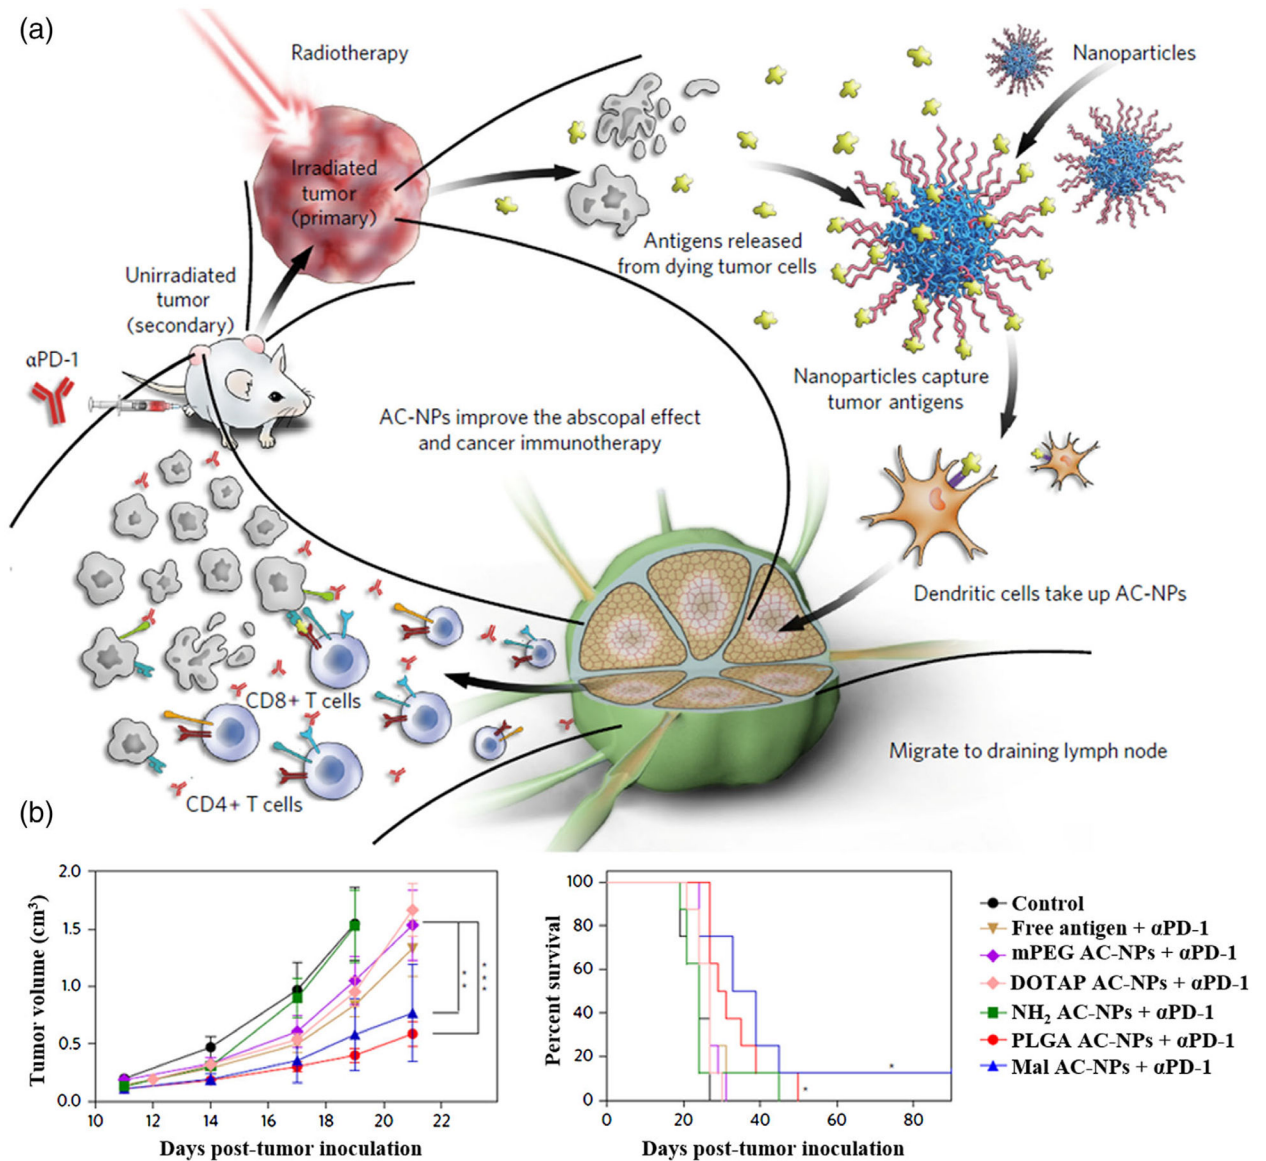 (a)
Radiotherapy
Nanoparticles
Irradiated
tumor
(primary)
Antigens released
from dying tumor cells
Unirradiated
tumor
(secondary)
αPD-1
Nanoparticles capture
tumor antigens
AC-NPs improve the abscopal effect
and cancer immunotherapy
Dendritic cells take up AC-NPs
CD8+ T cells
Migrate to draining lymph node
CD4+ T cells
(b)
Tumor volume (cm³)
2.0
1.5
1.0
0.5
0.0
10 12 14 16 18 20 22
Days post-tumor inoculation
* *
* * *
Percent survival
100
80
60
40
20
0
0 20 40 60 80
Days post-tumor inoculation
*
*
Control
Free antigen + αPD-1
mPEG AC-NPs + αPD-1
DOTAP AC-NPs + αPD-1
NH₂ AC-NPs + αPD-1
PLGA AC-NPs + αPD-1
Mal AC-NPs + αPD-1